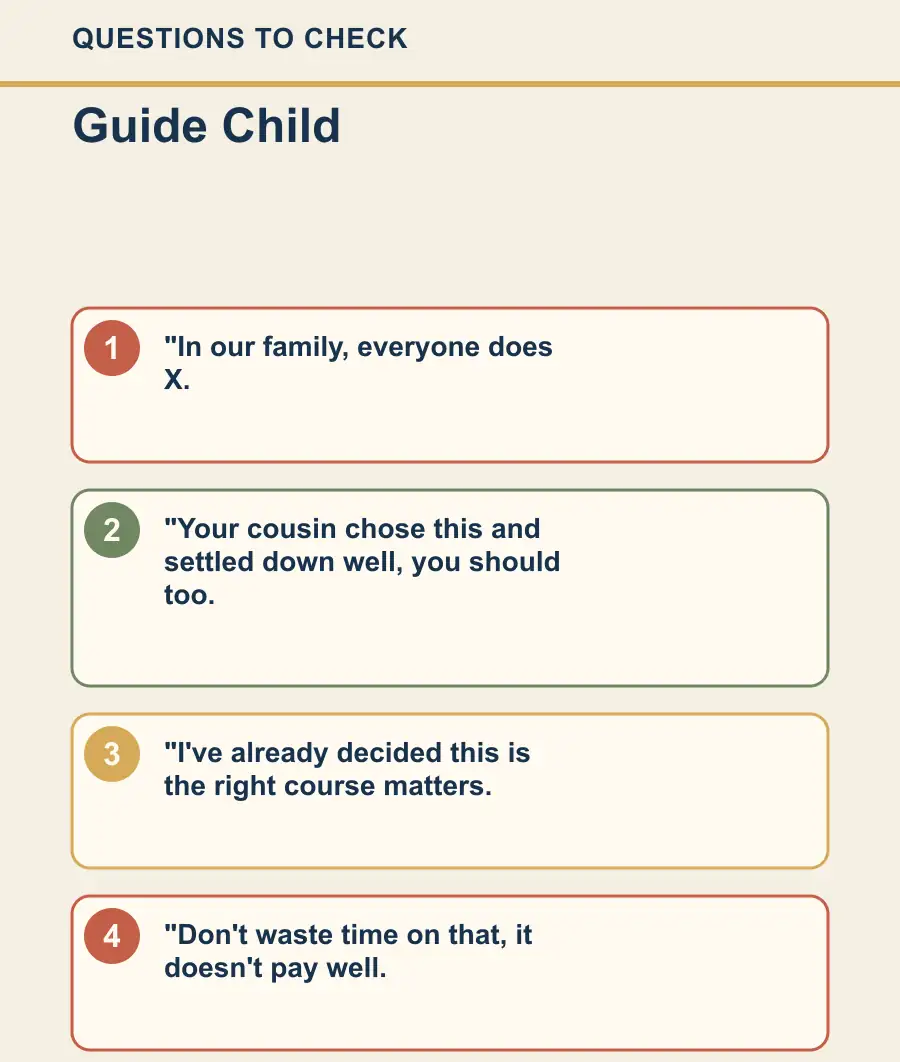 QUESTIONS TO CHECK
Guide Child
1
"In our family, everyone does
X.
2
"Your cousin chose this and
settled down well, you should
too.
3
"I've already decided this is
the right course matters.
4
"Don't waste time on that, it
doesn't pay well.